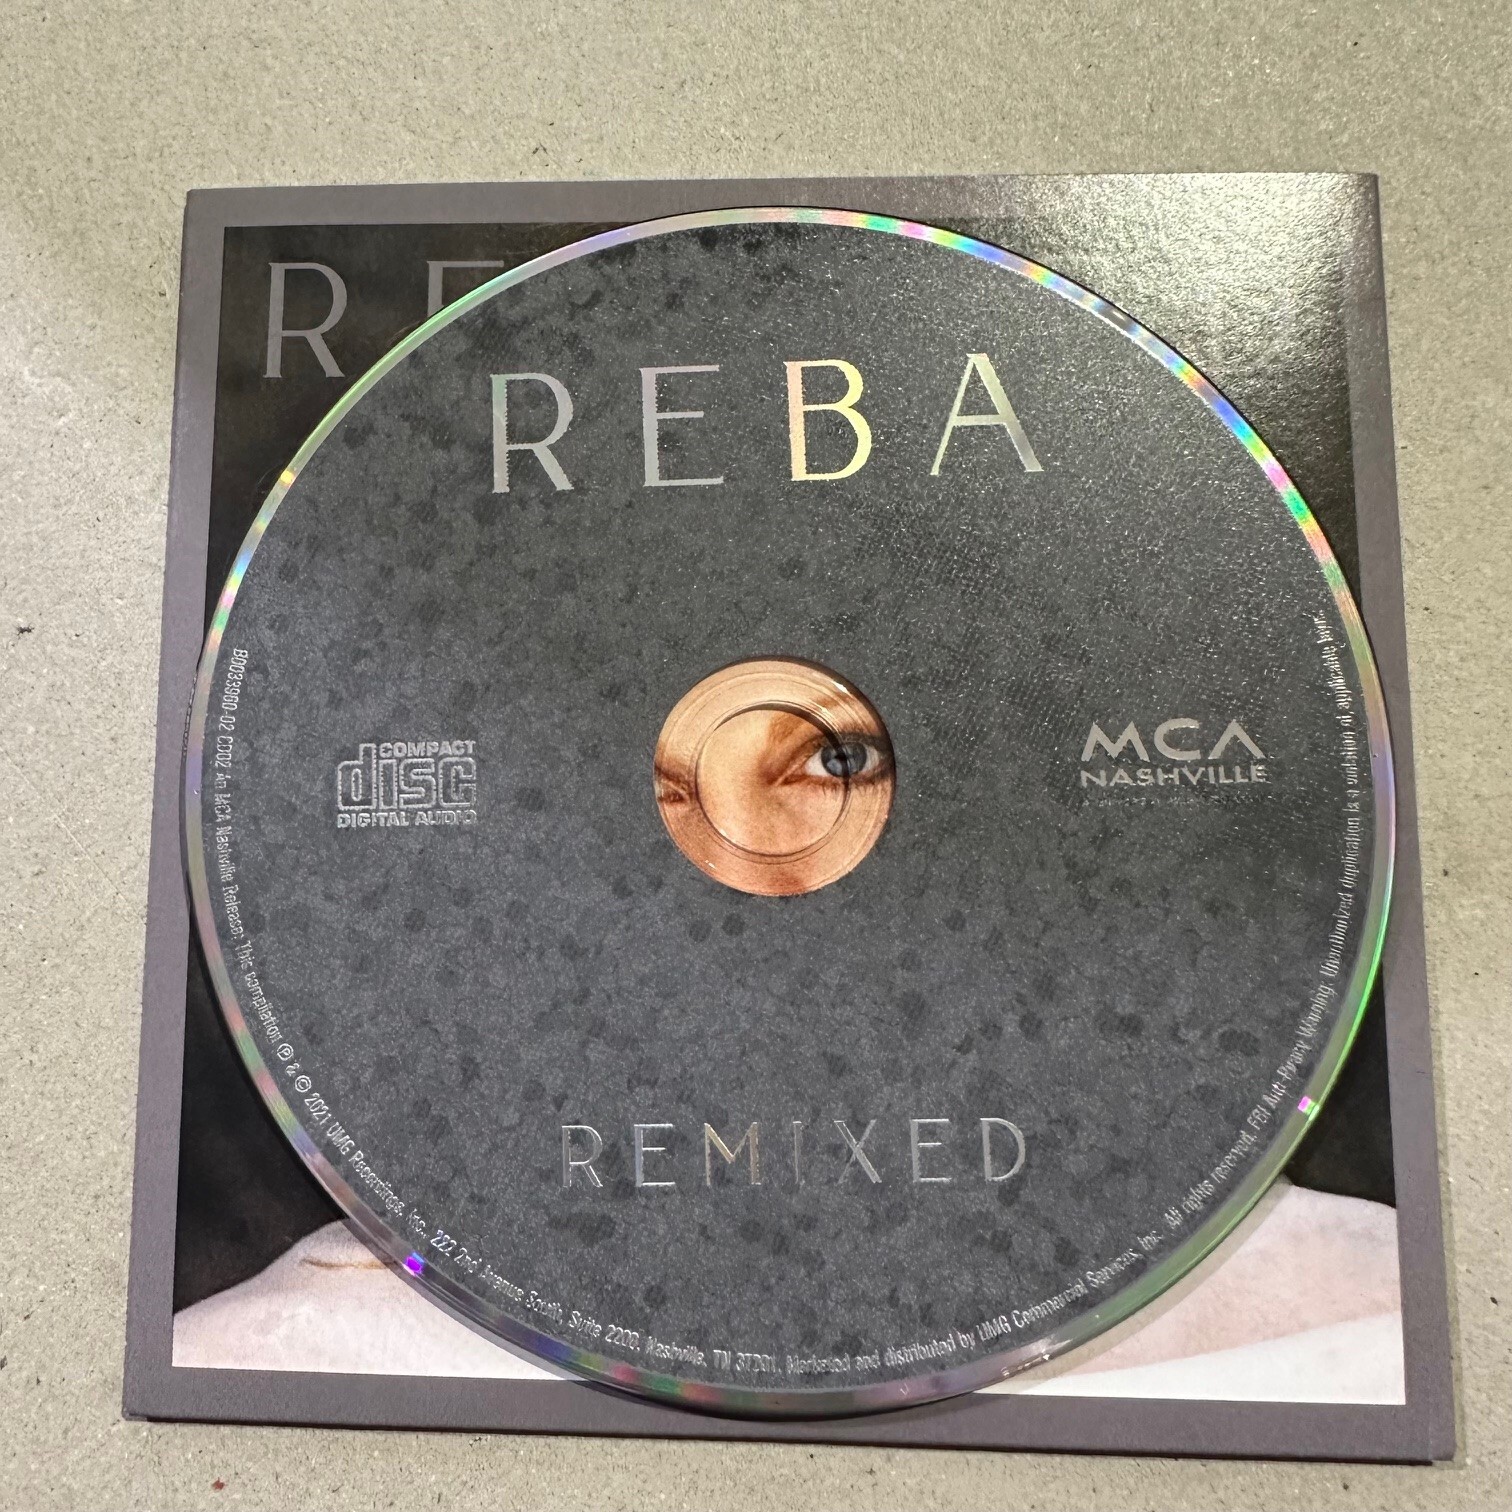 R E
REBA
COMPACT
disc
DIGITAL AUDIO
MCA
NASHVILLE
REMIXED
B0033900-02 CD02 An MCA Nashville Release; This compilation ℗ & © 2021 UMG Recordings, Inc., 222 2nd Avenue South, Suite 2200, Nashville, TN 37201. Marketed and distributed by UMG Commercial Services, Inc. All rights reserved. FBI Anti-Piracy Warning: Unauthorized duplication is a violation of applicable laws.